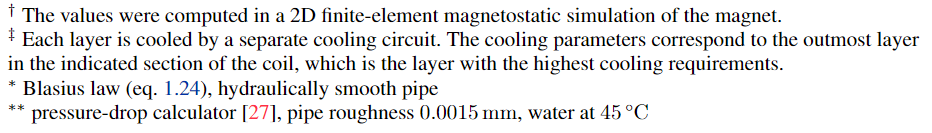 † The values were computed in a 2D finite-element magnetostatic simulation of the magnet.
‡ Each layer is cooled by a separate cooling circuit. The cooling parameters correspond to the outmost layer
in the indicated section of the coil, which is the layer with the highest cooling requirements.
* Blasius law (eq. 1.24), hydraulically smooth pipe
** pressure-drop calculator [27], pipe roughness 0.0015 mm, water at 45 °C